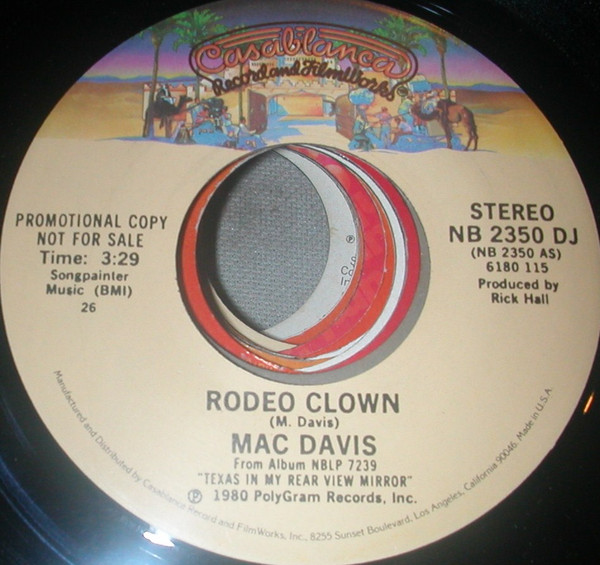 Casablanca
Record and FilmWorks
PROMOTIONAL COPY
NOT FOR SALE
Time: 3:29
Songpainter
Music (BMI)
26
STEREO
NB 2350 DJ
(NB 2350 AS)
6180 115
Produced by
Rick Hall
RODEO CLOWN
(M. Davis)
MAC DAVIS
From Album NBLP 7239
"TEXAS IN MY REAR VIEW MIRROR"
Ⓟ 1980 PolyGram Records, Inc.
Manufactured and Distributed by Casablanca Record and FilmWorks, Inc., 8255 Sunset Boulevard, Los Angeles, California 90046. Made in U.S.A.